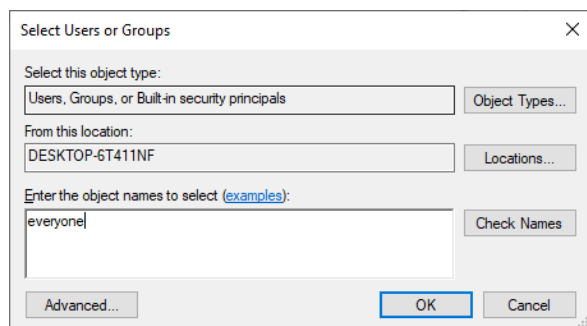 Select Users or Groups
Select this object type:
Users, Groups, or Built-in security principals
Object Types...
From this location:
DESKTOP-6T411NF
Locations...
Enter the object names to select (examples):
everyone
Check Names
Advanced...
OK
Cancel